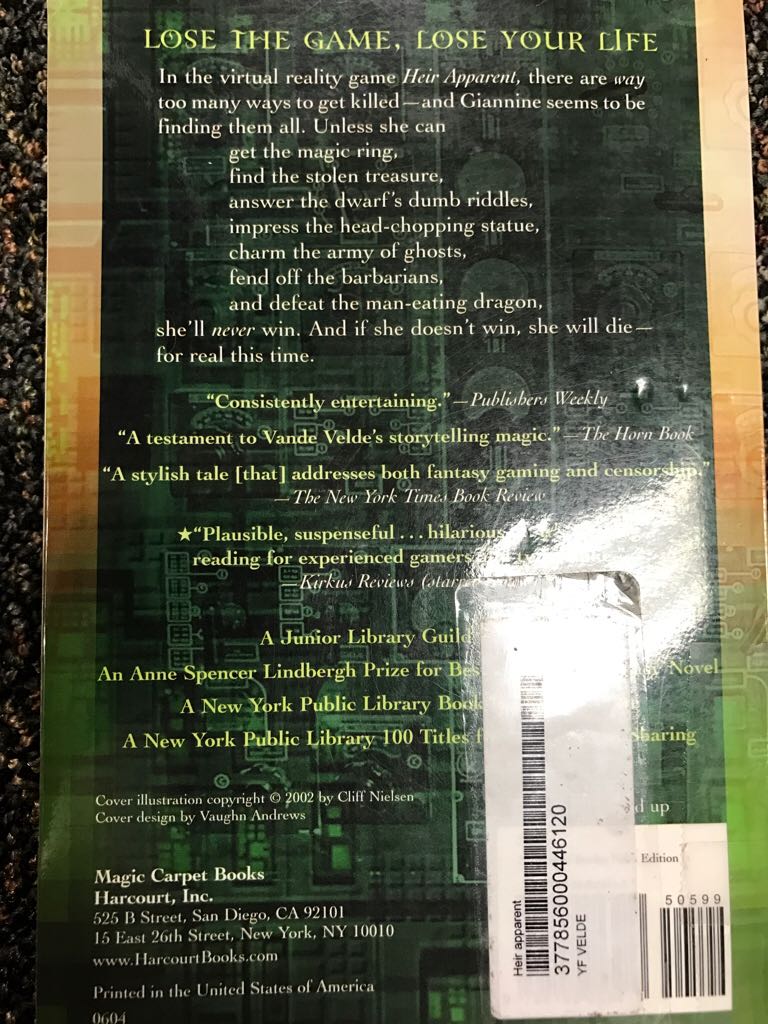 LOSE THE GAME, LOSE YOUR LIFE
In the virtual reality game Heir Apparent, there are way
too many ways to get killed—and Giannine seems to be
finding them all. Unless she can
get the magic ring,
find the stolen treasure,
answer the dwarf's dumb riddles,
impress the head-chopping statue,
charm the army of ghosts,
fend off the barbarians,
and defeat the man-eating dragon,
she'll never win. And if she doesn't win, she will die—
for real this time.
"Consistently entertaining."—Publishers Weekly
"A testament to Vande Velde's storytelling magic."—The Horn Book
"A stylish tale [that] addresses both fantasy gaming and censorship."
—The New York Times Book Review
★"Plausible, suspenseful . . . hilarious
reading for experienced gamers
—Kirkus Reviews (starred
A Junior Library Guild
An Anne Spencer Lindbergh Prize for Novel
A New York Public Library
A New York Public Library 100 Titles Sharing
Cover illustration copyright © 2002 by Cliff Nielsen
Cover design by Vaughn Andrews
d up
Magic Carpet Books
Harcourt, Inc.
525 B Street, San Diego, CA 92101
15 East 26th Street, New York, NY 10010
www.HarcourtBooks.com
Printed in the United States of America
0604
Edition
50599
Heir apparent
3778560004461​20
YF VELDE